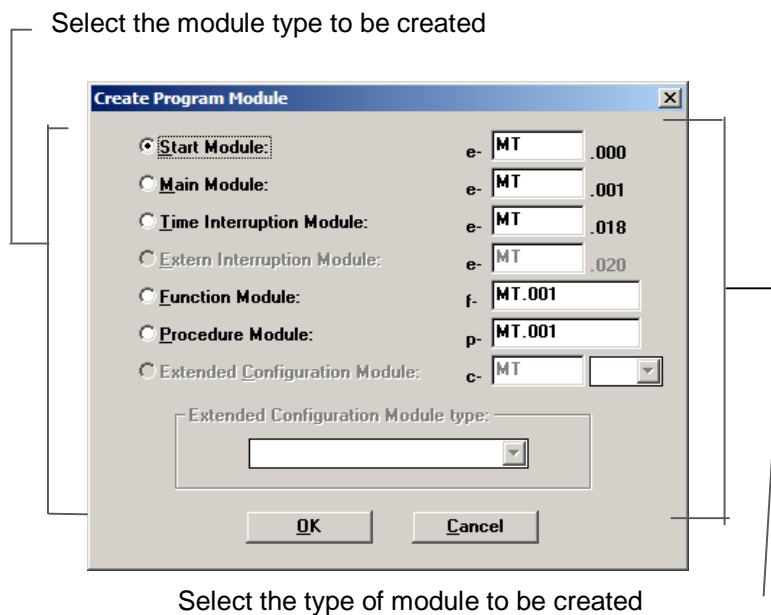 Select the module type to be created
Create Program Module
Start Module: e- MT .000
Main Module: e- MT .001
Time Interruption Module: e- MT .018
Extern Interruption Module: e- MT .020
Function Module: f- MT.001
Procedure Module: p- MT.001
Extended Configuration Module: c- MT
Extended Configuration Module type:
OK Cancel
Select the type of module to be created